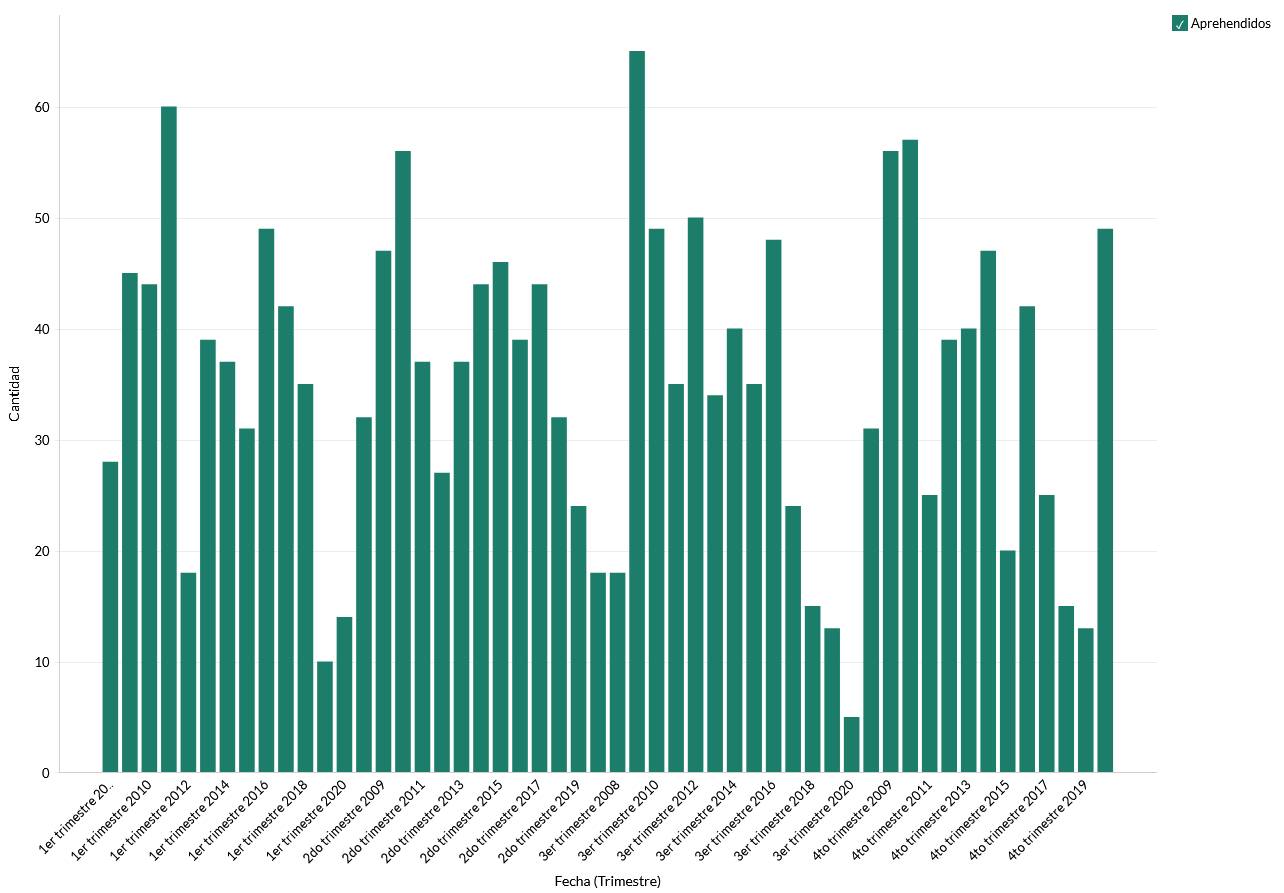 Aprehendidos
60
50
40
30
20
10
0
Cantidad
1er trimestre 20..
1er trimestre 2010
1er trimestre 2012
1er trimestre 2014
1er trimestre 2016
1er trimestre 2018
1er trimestre 2020
2do trimestre 2009
2do trimestre 2011
2do trimestre 2013
2do trimestre 2015
2do trimestre 2017
2do trimestre 2019
3er trimestre 2008
3er trimestre 2010
3er trimestre 2012
3er trimestre 2014
3er trimestre 2016
3er trimestre 2018
3er trimestre 2020
4to trimestre 2009
4to trimestre 2011
4to trimestre 2013
4to trimestre 2015
4to trimestre 2017
4to trimestre 2019
Fecha (Trimestre)